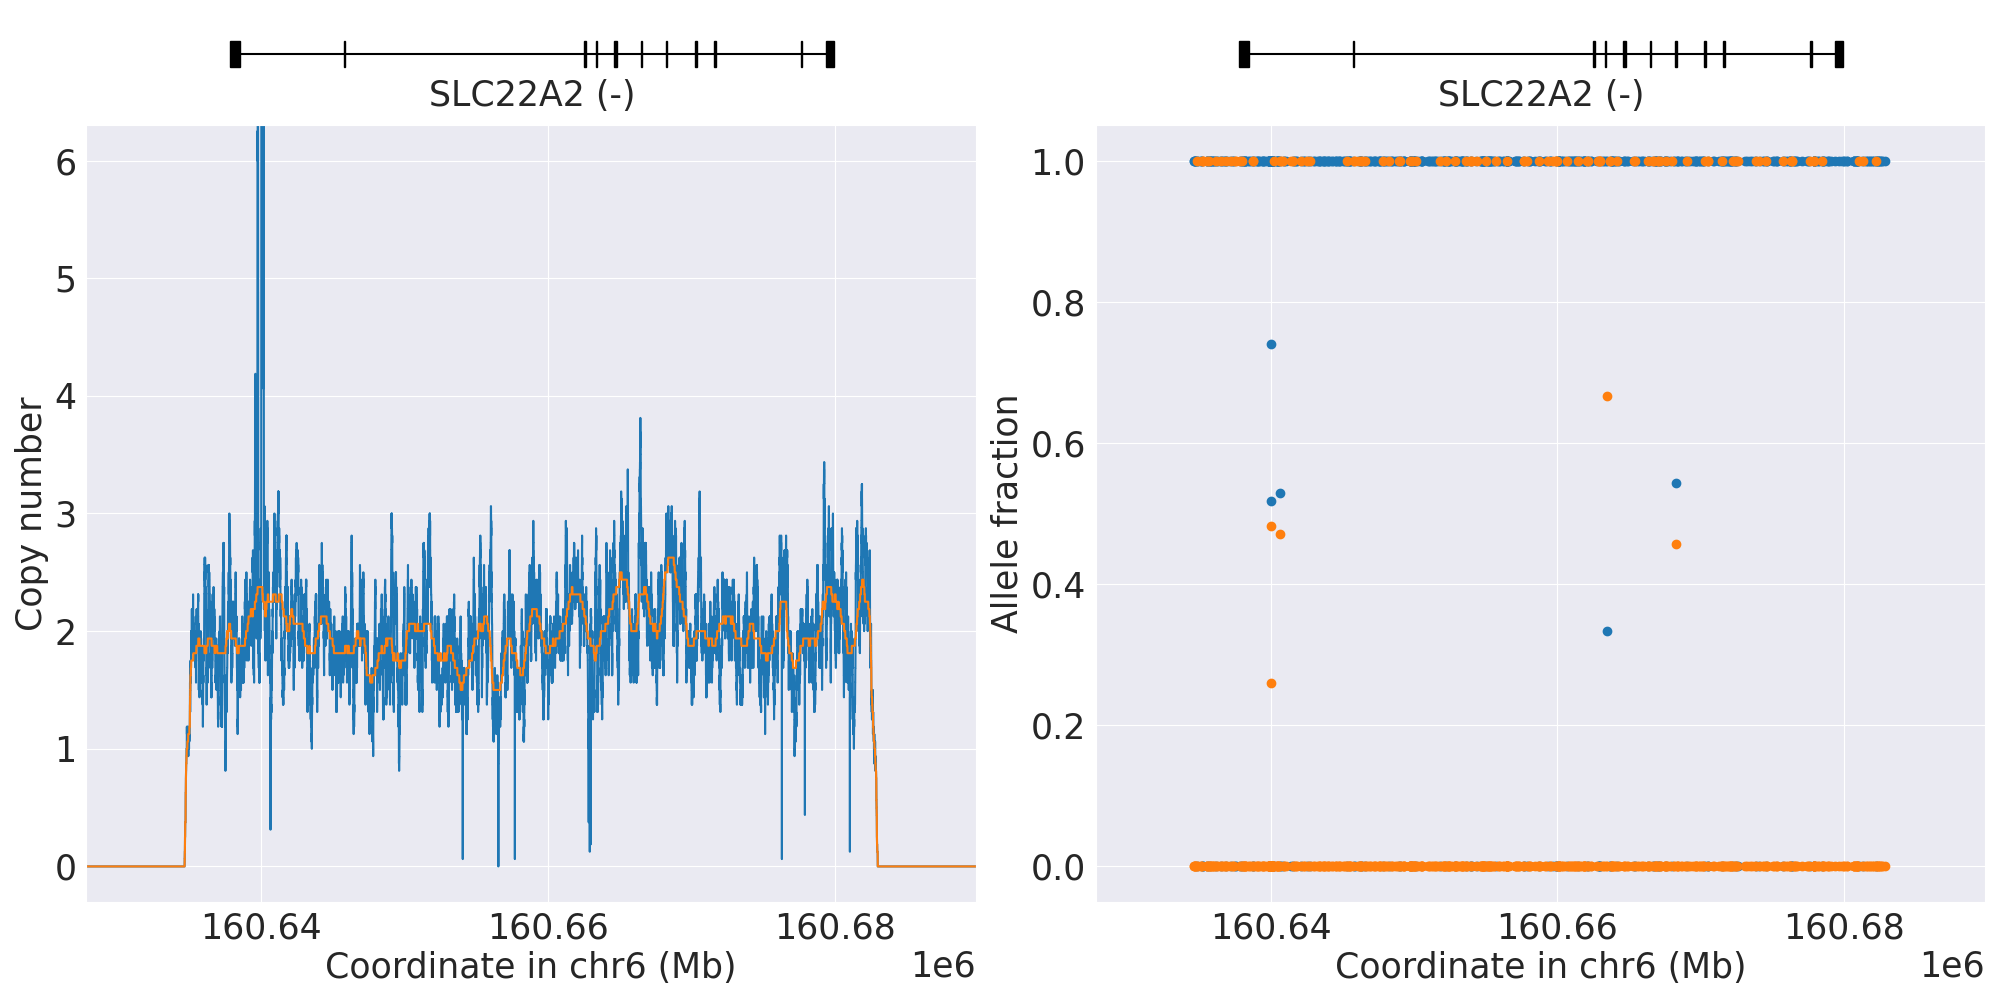 SLC22A2 (-)
Copy number
6
5
4
3
2
1
0
160.64
160.66
160.68
Coordinate in chr6 (Mb)
1e6
SLC22A2 (-)
Allele fraction
1.0
0.8
0.6
0.4
0.2
0.0
160.64
160.66
160.68
Coordinate in chr6 (Mb)
1e6